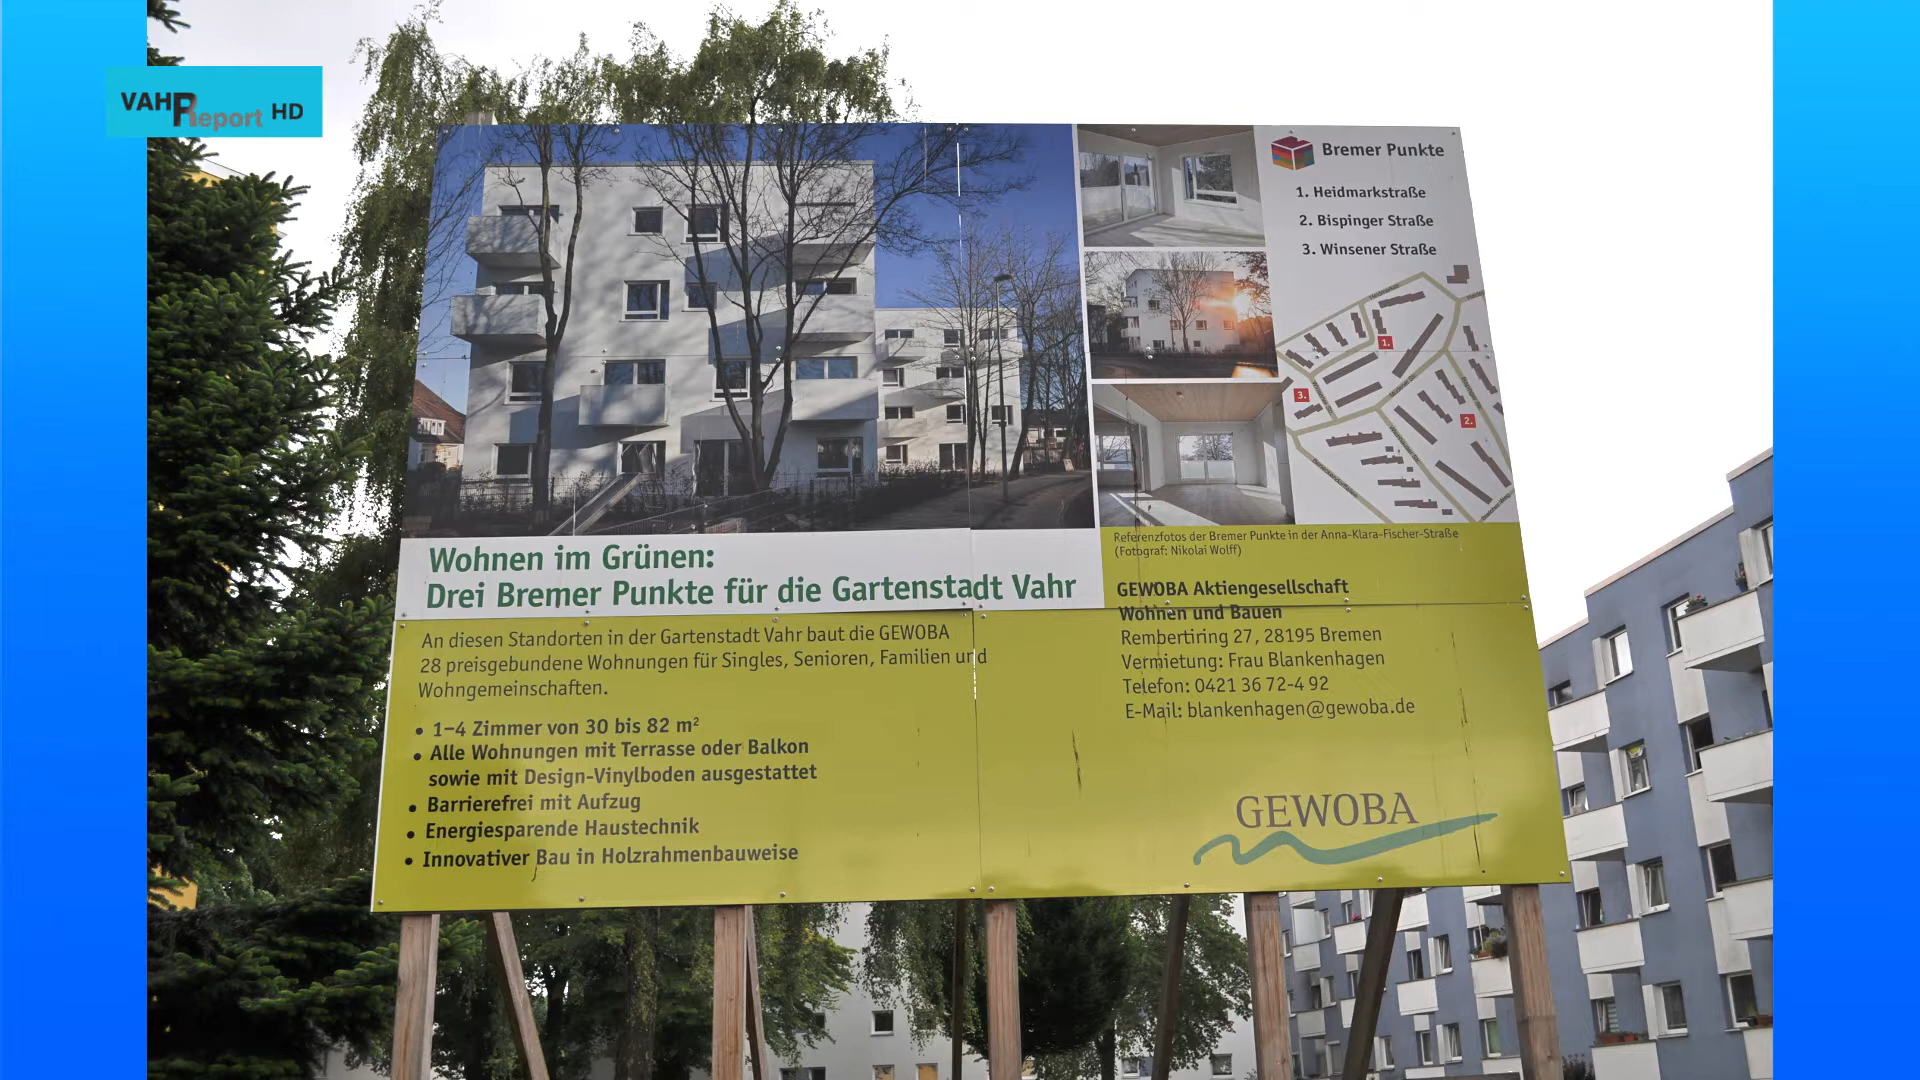 VAHR Report HD
Bremer Punkte
1. Heidmarkstraße
2. Bispinger Straße
3. Winsener Straße
1.
3.
2.
Referenzfotos der Bremer Punkte in der Anna-Klara-Fischer-Straße
(Fotograf: Nikolai Wolff)
Wohnen im Grünen:
Drei Bremer Punkte für die Gartenstadt Vahr
An diesen Standorten in der Gartenstadt Vahr baut die GEWOBA
28 preisgebundene Wohnungen für Singles, Senioren, Familien und
Wohngemeinschaften.
• 1–4 Zimmer von 30 bis 82 m²
• Alle Wohnungen mit Terrasse oder Balkon
sowie mit Design-Vinylboden ausgestattet
• Barrierefrei mit Aufzug
• Energiesparende Haustechnik
• Innovativer Bau in Holzrahmenbauweise
GEWOBA Aktiengesellschaft
Wohnen und Bauen
Rembertiring 27, 28195 Bremen
Vermietung: Frau Blankenhagen
Telefon: 0421 36 72-4 92
E-Mail: blankenhagen@gewoba.de
GEWOBA